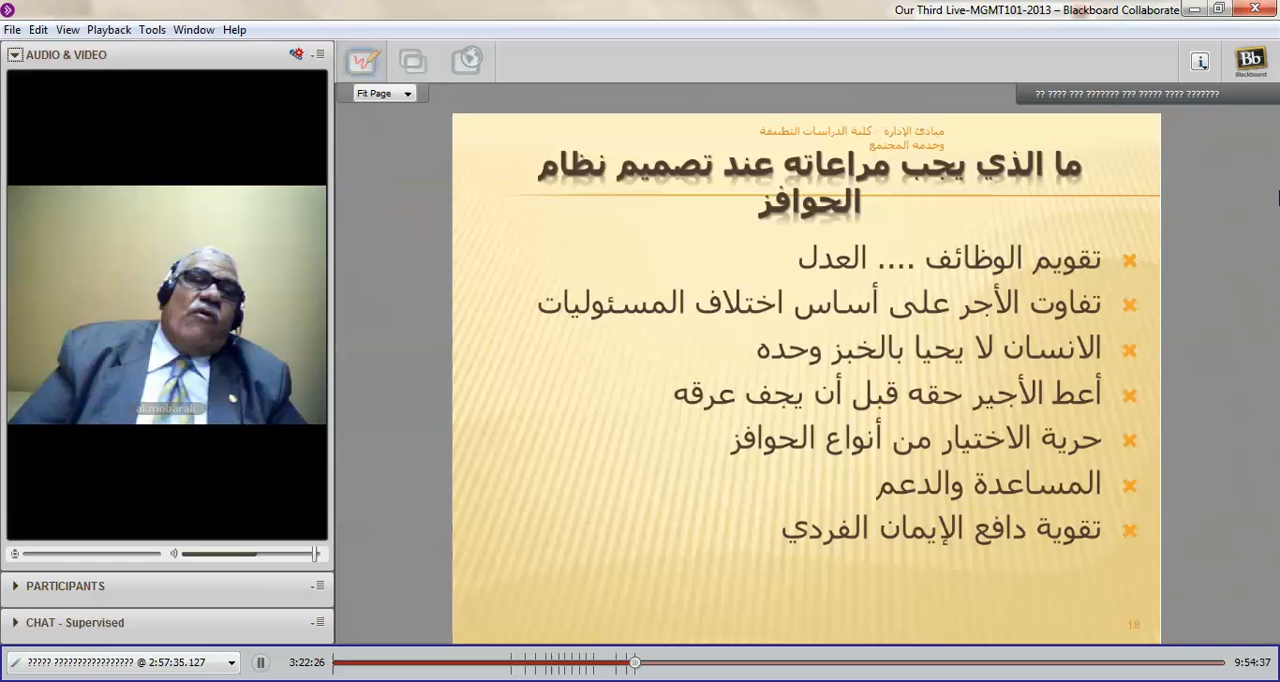 Our Third Live-MGMT101-2013 – Blackboard Collaborate
File Edit View Playback Tools Window Help
AUDIO & VIDEO
Fit Page
Bb
Blackboard
?? ???? ??? ??????? ??? ????? ???? ???????
مبادئ الإدارة - كلية الدراسات التطبيقية
وخدمة المجتمع
ما الذي يجب مراعاته عند تصميم نظام
الحوافز
تقويم الوظائف .... العدل
تفاوت الأجر على أساس اختلاف المسئوليات
الانسان لا يحيا بالخبز وحده
أعط الأجير حقه قبل أن يجف عرقه
حرية الاختيار من أنواع الحوافز
المساعدة والدعم
تقوية دافع الإيمان الفردي
18
almobarak
PARTICIPANTS
CHAT - Supervised
????? ????????????????? @ 2:57:35.127
3:22:26
9:54:37